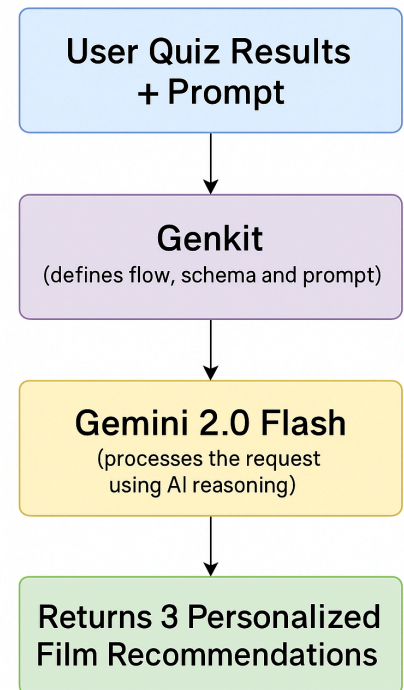 User Quiz Results
+ Prompt
Genkit
(defines flow, schema and prompt)
Gemini 2.0 Flash
(processes the request
using AI reasoning)
Returns 3 Personalized
Film Recommendations